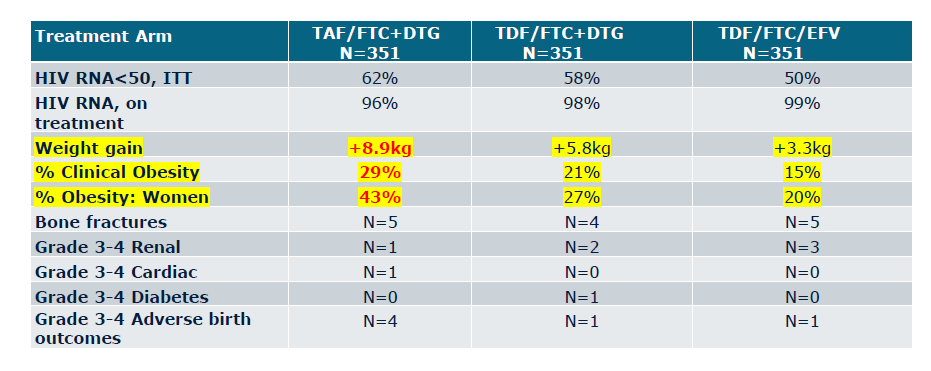 Treatment Arm TAF/FTC+DTG TDF/FTC+DTG TDF/FTC/EFV
N=351 N=351 N=351
HIV RNA<50, ITT 62% 58% 50%
HIV RNA, on 96% 98% 99%
treatment
Weight gain +8.9kg +5.8kg +3.3kg
% Clinical Obesity 29% 21% 15%
% Obesity: Women 43% 27% 20%
Bone fractures N=5 N=4 N=5
Grade 3-4 Renal N=1 N=2 N=3
Grade 3-4 Cardiac N=1 N=0 N=0
Grade 3-4 Diabetes N=0 N=1 N=0
Grade 3-4 Adverse birth N=4 N=1 N=1
outcomes